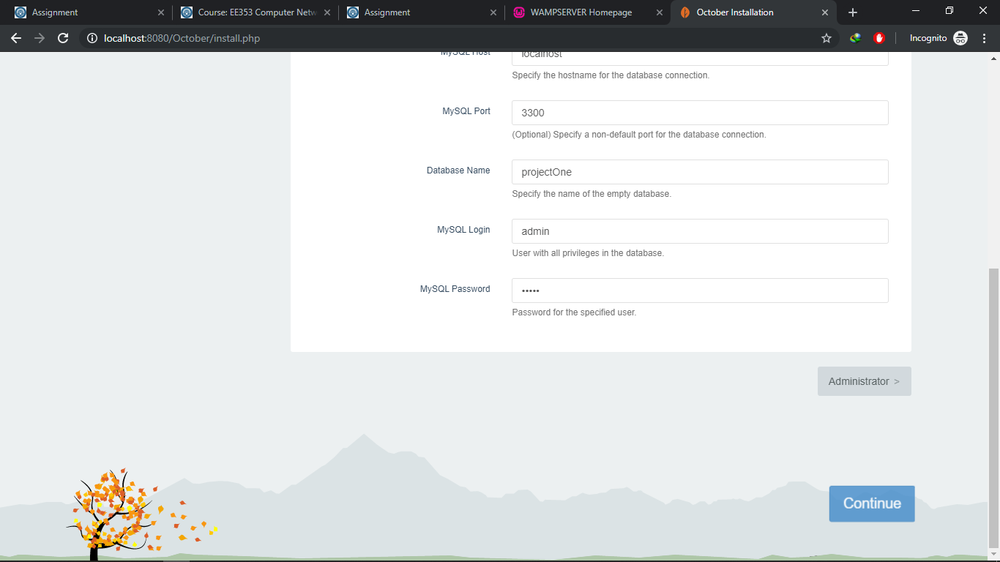 Assignment
Course: EE353 Computer Netw
Assignment
WAMPSERVER Homepage
October Installation
localhost:8080/October/install.php
Incognito
MySQL Host
localhost
Specify the hostname for the database connection.
MySQL Port
3300
(Optional) Specify a non-default port for the database connection.
Database Name
projectOne
Specify the name of the empty database.
MySQL Login
admin
User with all privileges in the database.
MySQL Password
•••••
Password for the specified user.
Administrator >
Continue